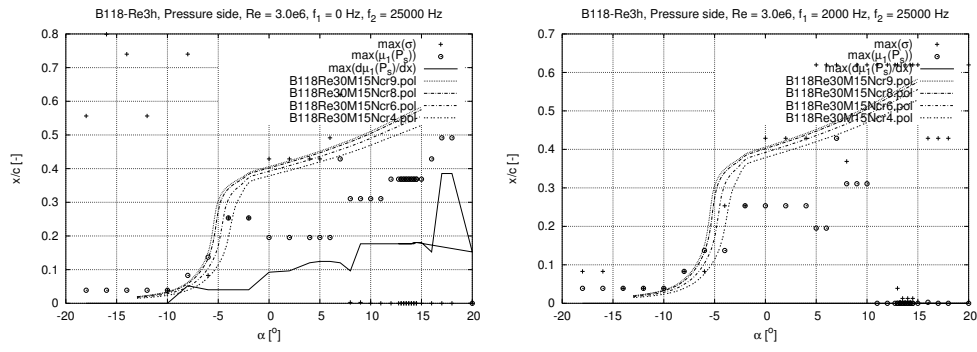 B118-Re3h, Pressure side, Re = 3.0e6, f₁ = 0 Hz, f₂ = 25000 Hz
max(σ)
max(μ₁(Pₛ))
max(dμ₁(Pₛ)/dx)
B118Re30M15Ncr9.pol
B118Re30M15Ncr8.pol
B118Re30M15Ncr6.pol
B118Re30M15Ncr4.pol
x/c [-]
0.8
0.7
0.6
0.5
0.4
0.3
0.2
0.1
0
-20 -15 -10 -5 0 5 10 15 20
α [°]
B118-Re3h, Pressure side, Re = 3.0e6, f₁ = 2000 Hz, f₂ = 25000 Hz
max(σ)
max(μ₁(Pₛ))
max(dμ₁(Pₛ)/dx)
B118Re30M15Ncr9.pol
B118Re30M15Ncr8.pol
B118Re30M15Ncr6.pol
B118Re30M15Ncr4.pol
x/c [-]
0.7
0.6
0.5
0.4
0.3
0.2
0.1
0
-20 -15 -10 -5 0 5 10 15 20
α [°]